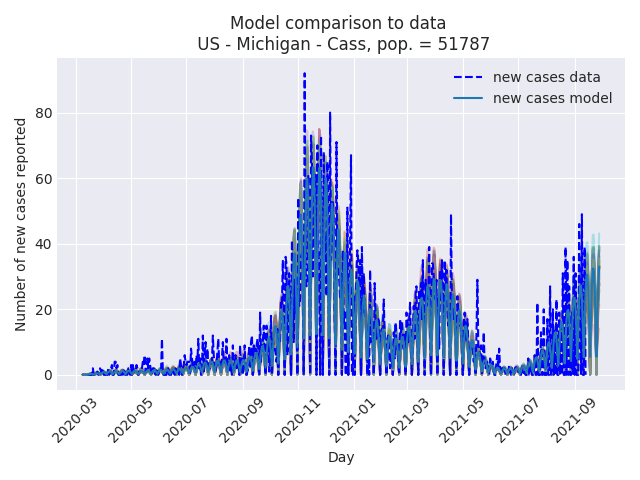 Model comparison to data
US - Michigan - Cass, pop. = 51787
new cases data
new cases model
Number of new cases reported
80
60
40
20
0
2020-03
2020-05
2020-07
2020-09
2020-11
2021-01
2021-03
2021-05
2021-07
2021-09
Day